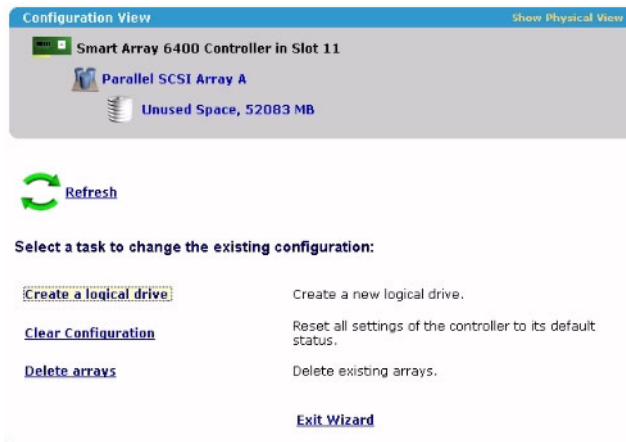 Configuration View
Show Physical View
Smart Array 6400 Controller in Slot 11
Parallel SCSI Array A
Unused Space, 52083 MB
Refresh
Select a task to change the existing configuration:
Create a logical drive
Create a new logical drive.
Clear Configuration
Reset all settings of the controller to its default
status.
Delete arrays
Delete existing arrays.
Exit Wizard